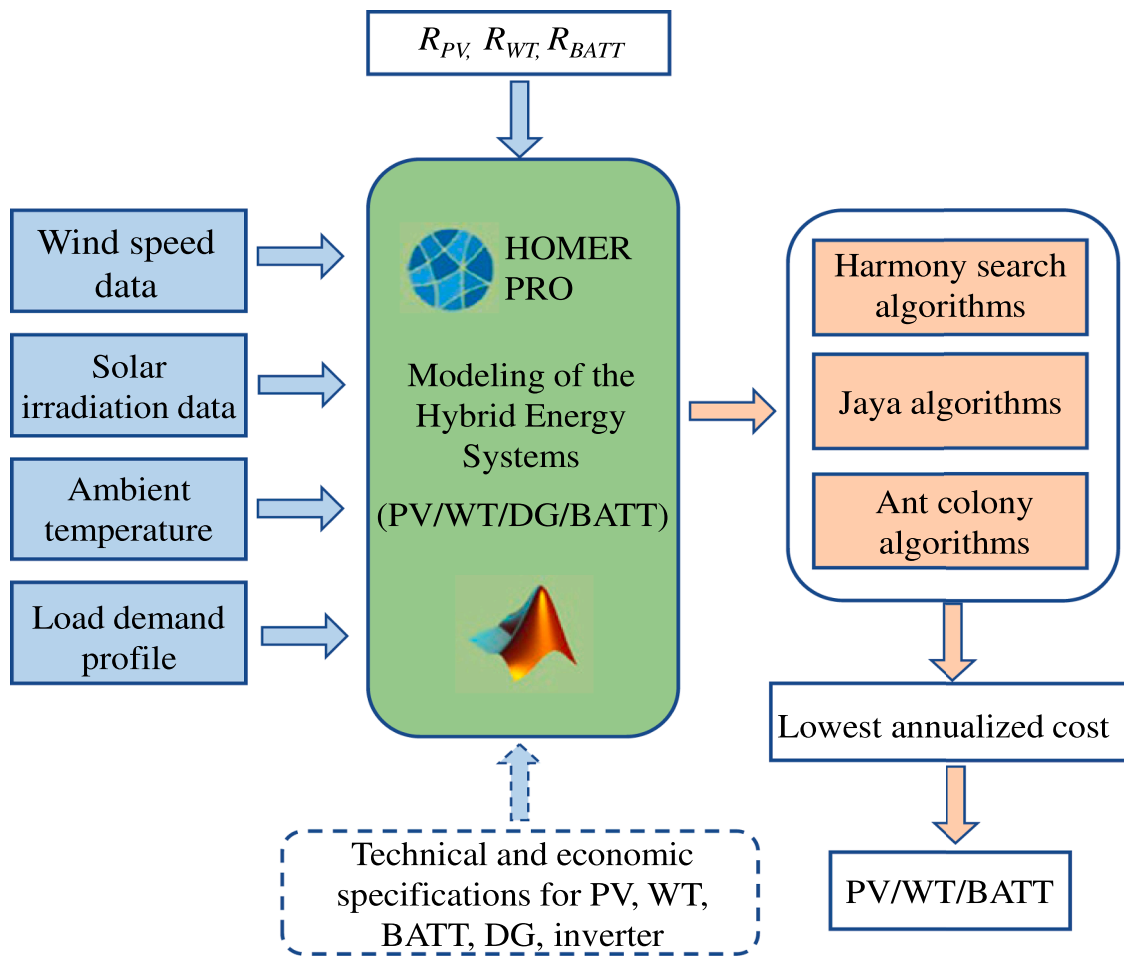 R_PV, R_WT, R_BATT
Wind speed
data
Solar
irradiation data
Ambient
temperature
Load demand
profile
HOMER
PRO
Modeling of the
Hybrid Energy
Systems
(PV/WT/DG/BATT)
Technical and economic
specifications for PV, WT,
BATT, DG, inverter
Harmony search
algorithms
Jaya algorithms
Ant colony
algorithms
Lowest annualized cost
PV/WT/BATT